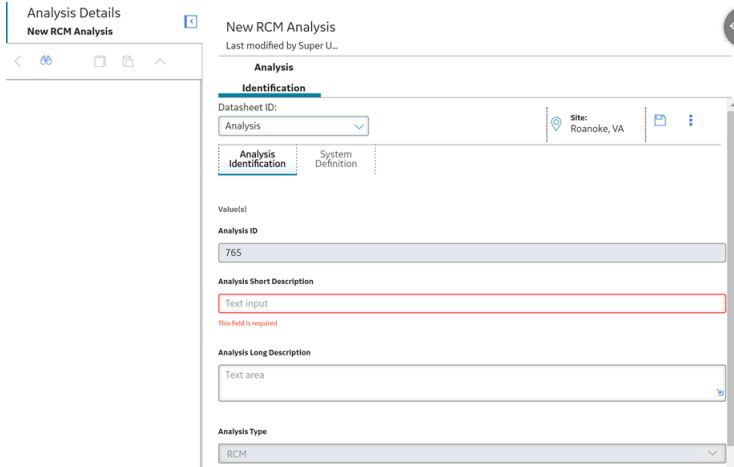 Analysis Details
New RCM Analysis
New RCM Analysis
Last modified by Super U...
Analysis
Identification
Datasheet ID:
Analysis
Site:
Roanoke, VA
Analysis
Identification
System
Definition
Value(s)
Analysis ID
765
Analysis Short Description
Text input
This field is required
Analysis Long Description
Text area
Analysis Type
RCM